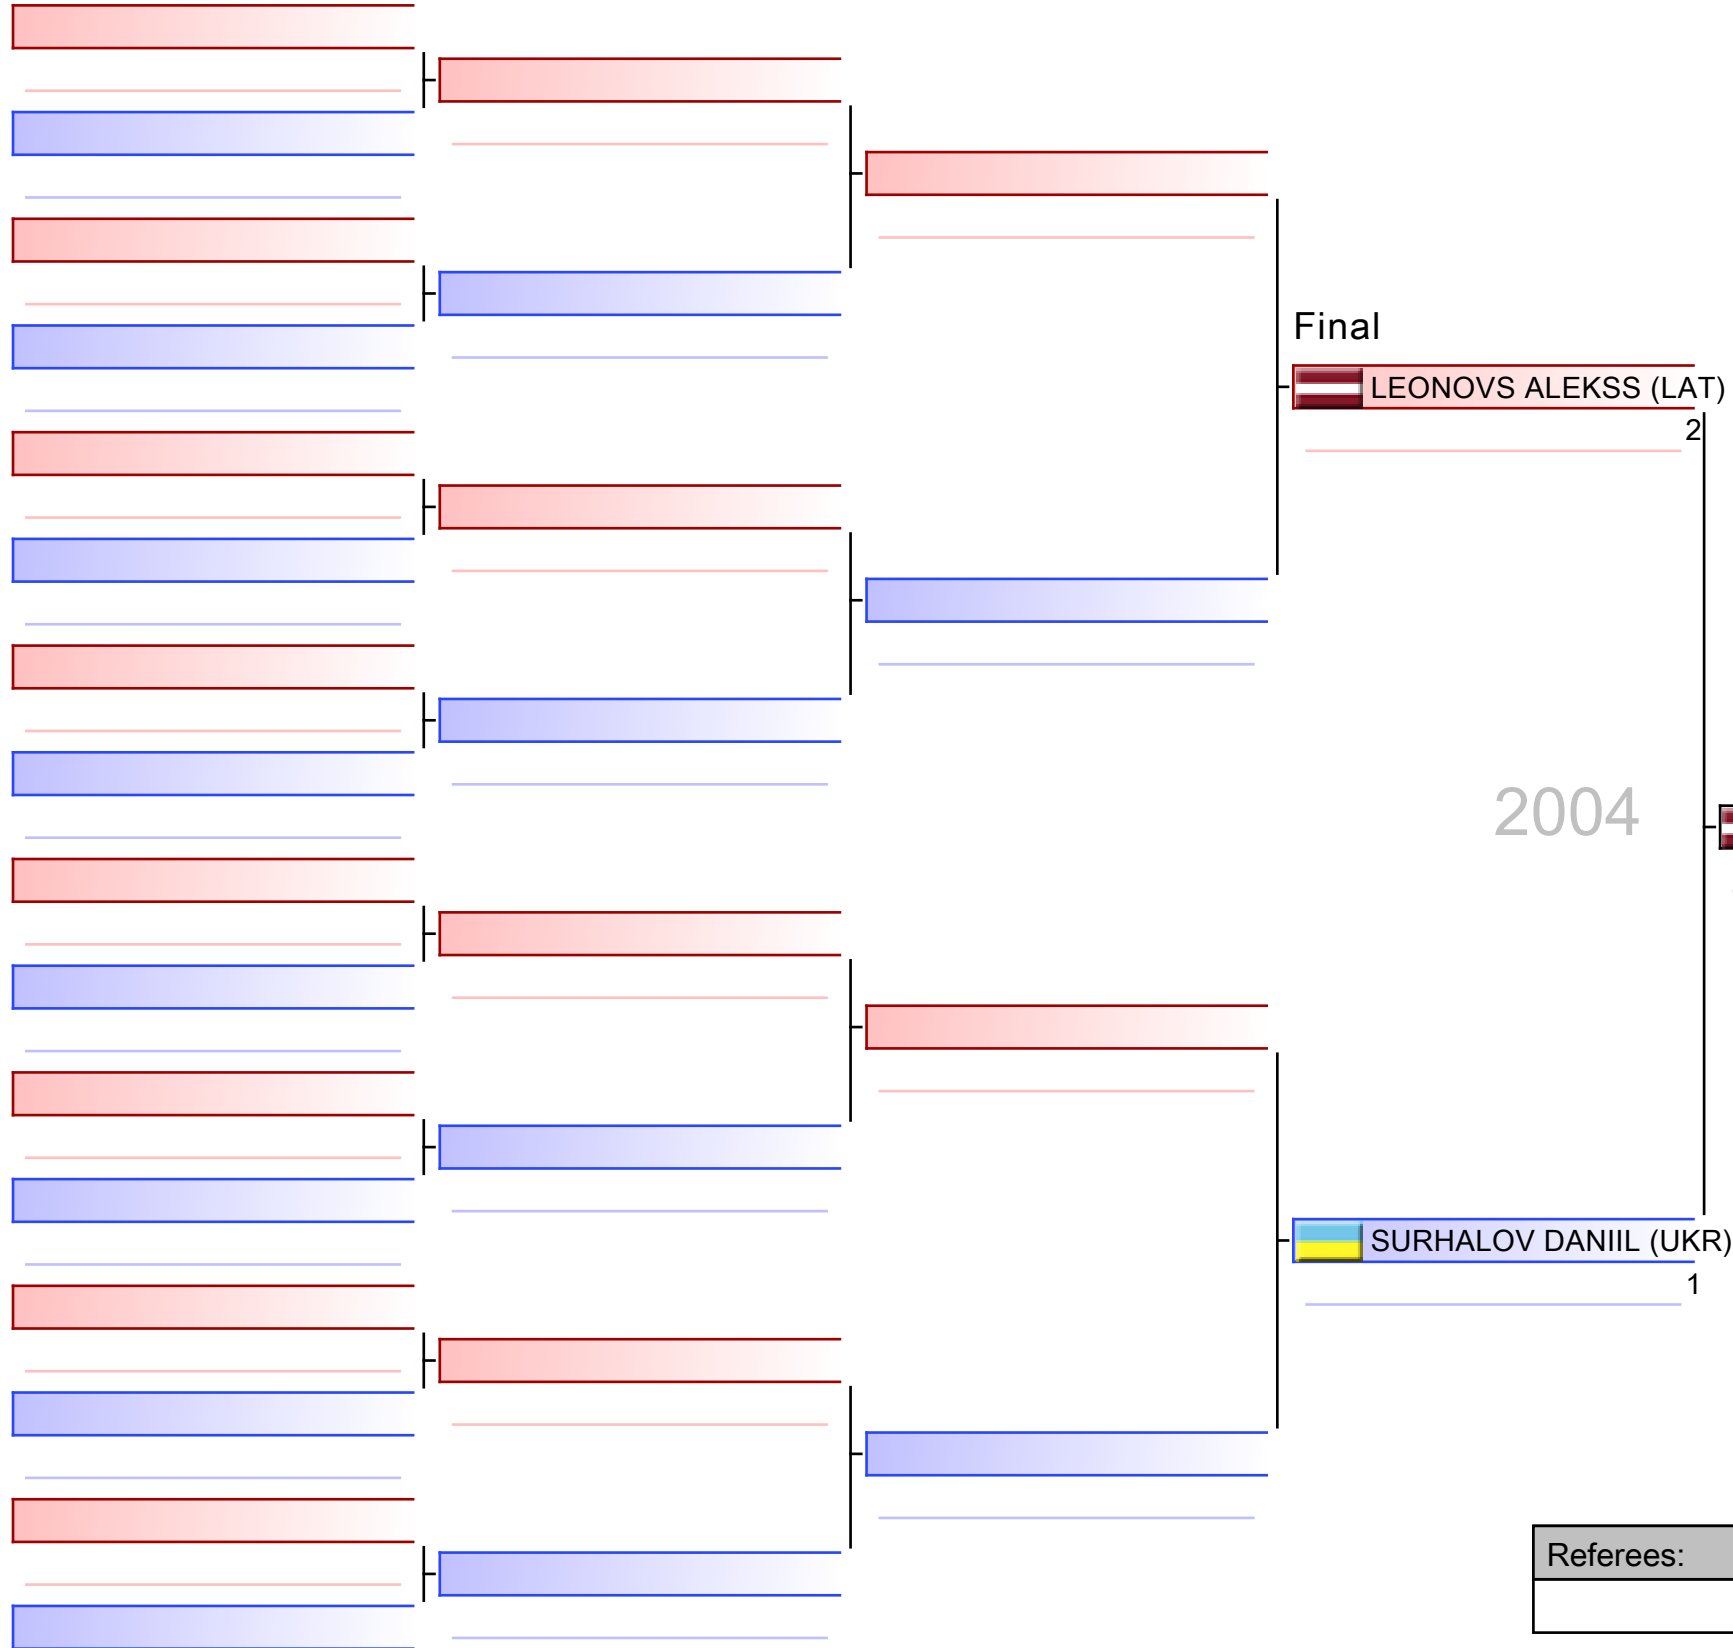 Final
LEONOVS ALEKSS (LAT)
2
2004
SURHALOV DANIIL (UKR)
1
Referees: